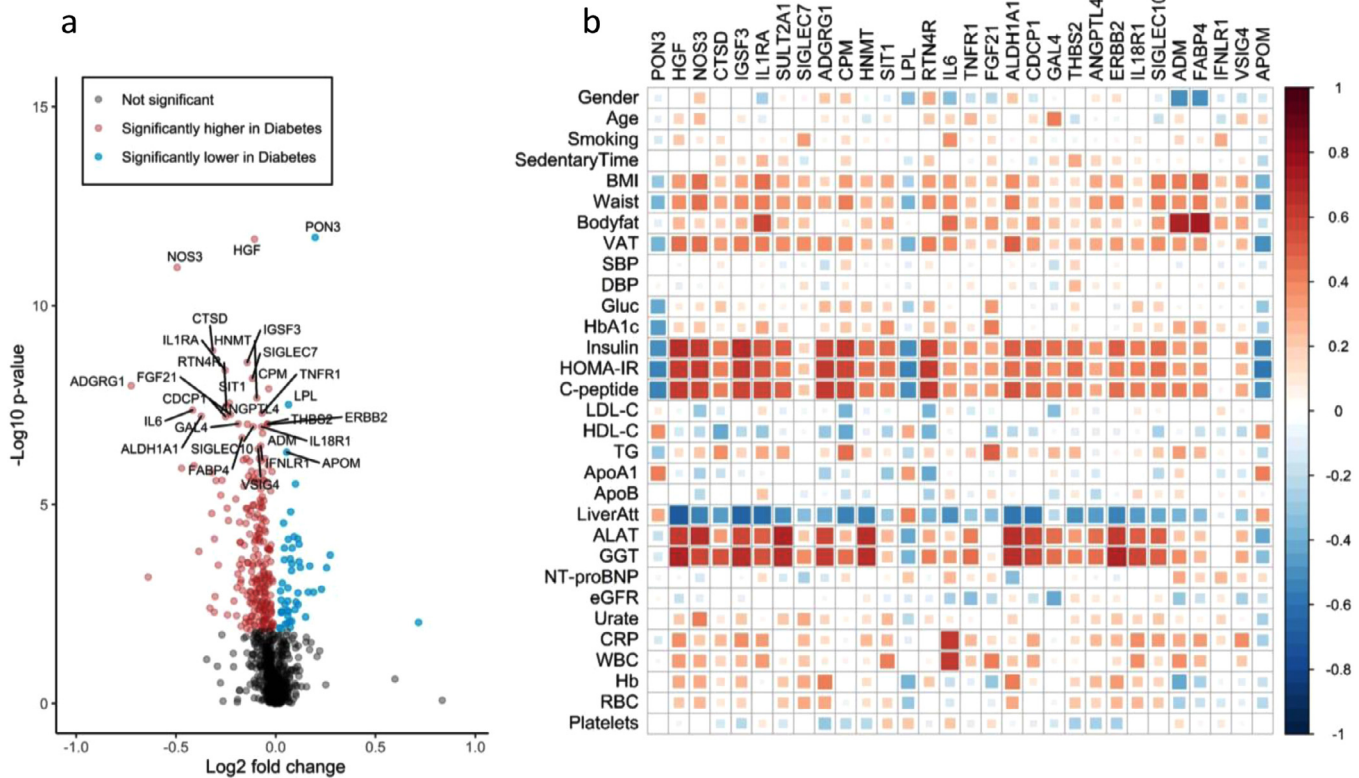 a
Not significant
Significantly higher in Diabetes
Significantly lower in Diabetes
15
10
5
0
-Log10 p-value
-1.0 -0.5 0.0 0.5 1.0
Log2 fold change
PON3
HGF
NOS3
CTSD
IGSF3
IL1RA
HNMT
SIGLEC7
RTN4R
CPM
TNFR1
ADGRG1
FGF21
SIT1
LPL
CDCP1
ANGPTL4
THBS2
ERBB2
IL6
GAL4
ADM
IL18R1
ALDH1A1
SIGLEC10
IFNLR1
APOM
FABP4
VSIG4
b
PON3
HGF
NOS3
CTSD
IGSF3
IL1RA
SULT2A1
SIGLEC7
ADGRG1
CPM
HNMT
SIT1
LPL
RTN4R
IL6
TNFR1
FGF21
ALDH1A1
CDCP1
GAL4
THBS2
ANGPTL4
ERBB2
IL18R1
SIGLEC10
ADM
FABP4
IFNLR1
VSIG4
APOM
Gender
Age
Smoking
SedentaryTime
BMI
Waist
Bodyfat
VAT
SBP
DBP
Gluc
HbA1c
Insulin
HOMA-IR
C-peptide
LDL-C
HDL-C
TG
ApoA1
ApoB
LiverAtt
ALAT
GGT
NT-proBNP
eGFR
Urate
CRP
WBC
Hb
RBC
Platelets
1
0.8
0.6
0.4
0.2
0
-0.2
-0.4
-0.6
-0.8
-1